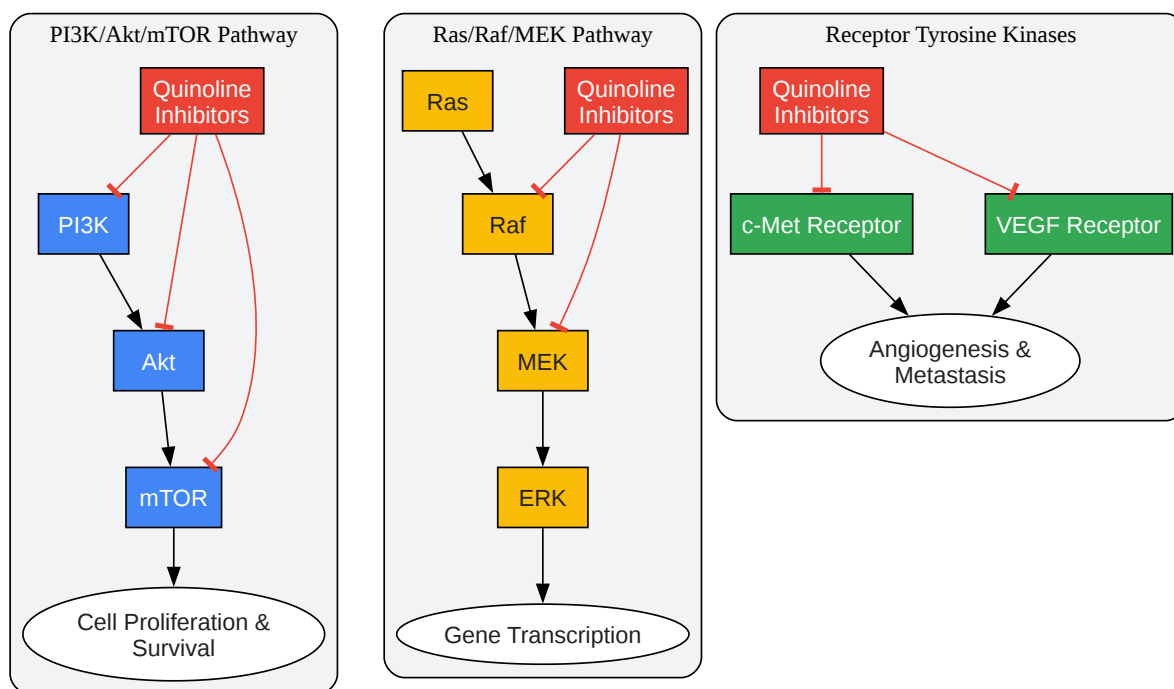 PI3K/Akt/mTOR Pathway
Quinoline
Inhibitors
PI3K
Akt
mTOR
Cell Proliferation &
Survival
Ras/Raf/MEK Pathway
Ras
Quinoline
Inhibitors
Raf
MEK
ERK
Gene Transcription
Receptor Tyrosine Kinases
Quinoline
Inhibitors
c-Met Receptor
VEGF Receptor
Angiogenesis &
Metastasis